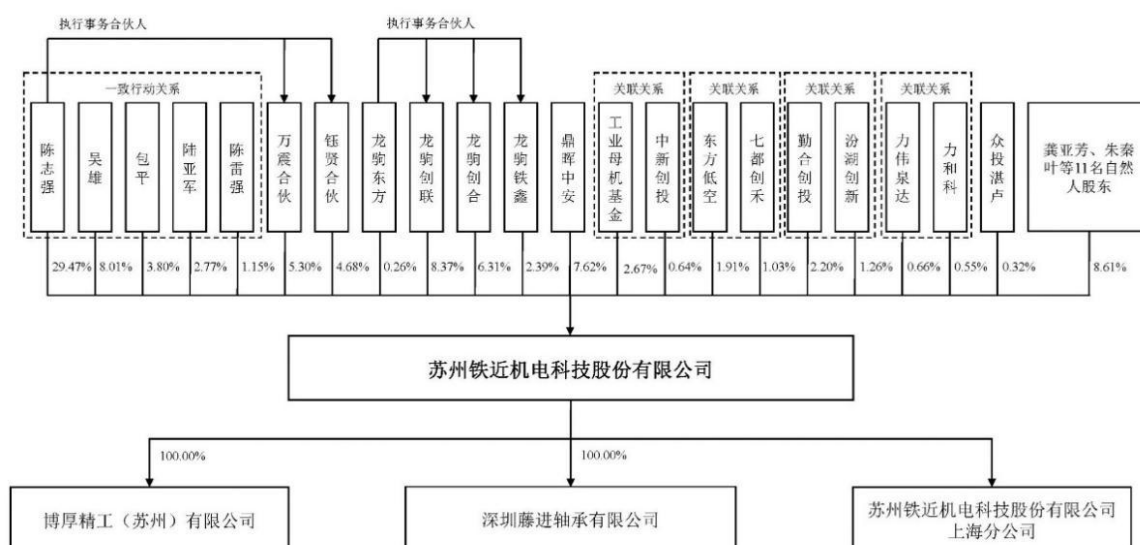 执行事务合伙人
执行事务合伙人
一致行动关系
关联关系
关联关系
关联关系
关联关系
陈志强
吴雄
包平
陆亚军
陈雷强
万震合伙
钰贤合伙
龙驹东方
龙驹创联
龙驹创合
龙驹铁鑫
鼎晖中安
工业母机基金
中新创投
东方低空
七都创禾
勤合创投
汾湖创新
力伟泉达
力和科
众投湛卢
龚亚芳、朱秦
叶等11名自然
人股东
29.47%
8.01%
3.80%
2.77%
1.15%
5.30%
4.68%
0.26%
8.37%
6.31%
2.39%
7.62%
2.67%
0.64%
1.91%
1.03%
2.20%
1.26%
0.66%
0.55%
0.32%
8.61%
苏州铁近机电科技股份有限公司
100.00%
100.00%
博厚精工（苏州）有限公司
深圳藤进轴承有限公司
苏州铁近机电科技股份有限公司
上海分公司